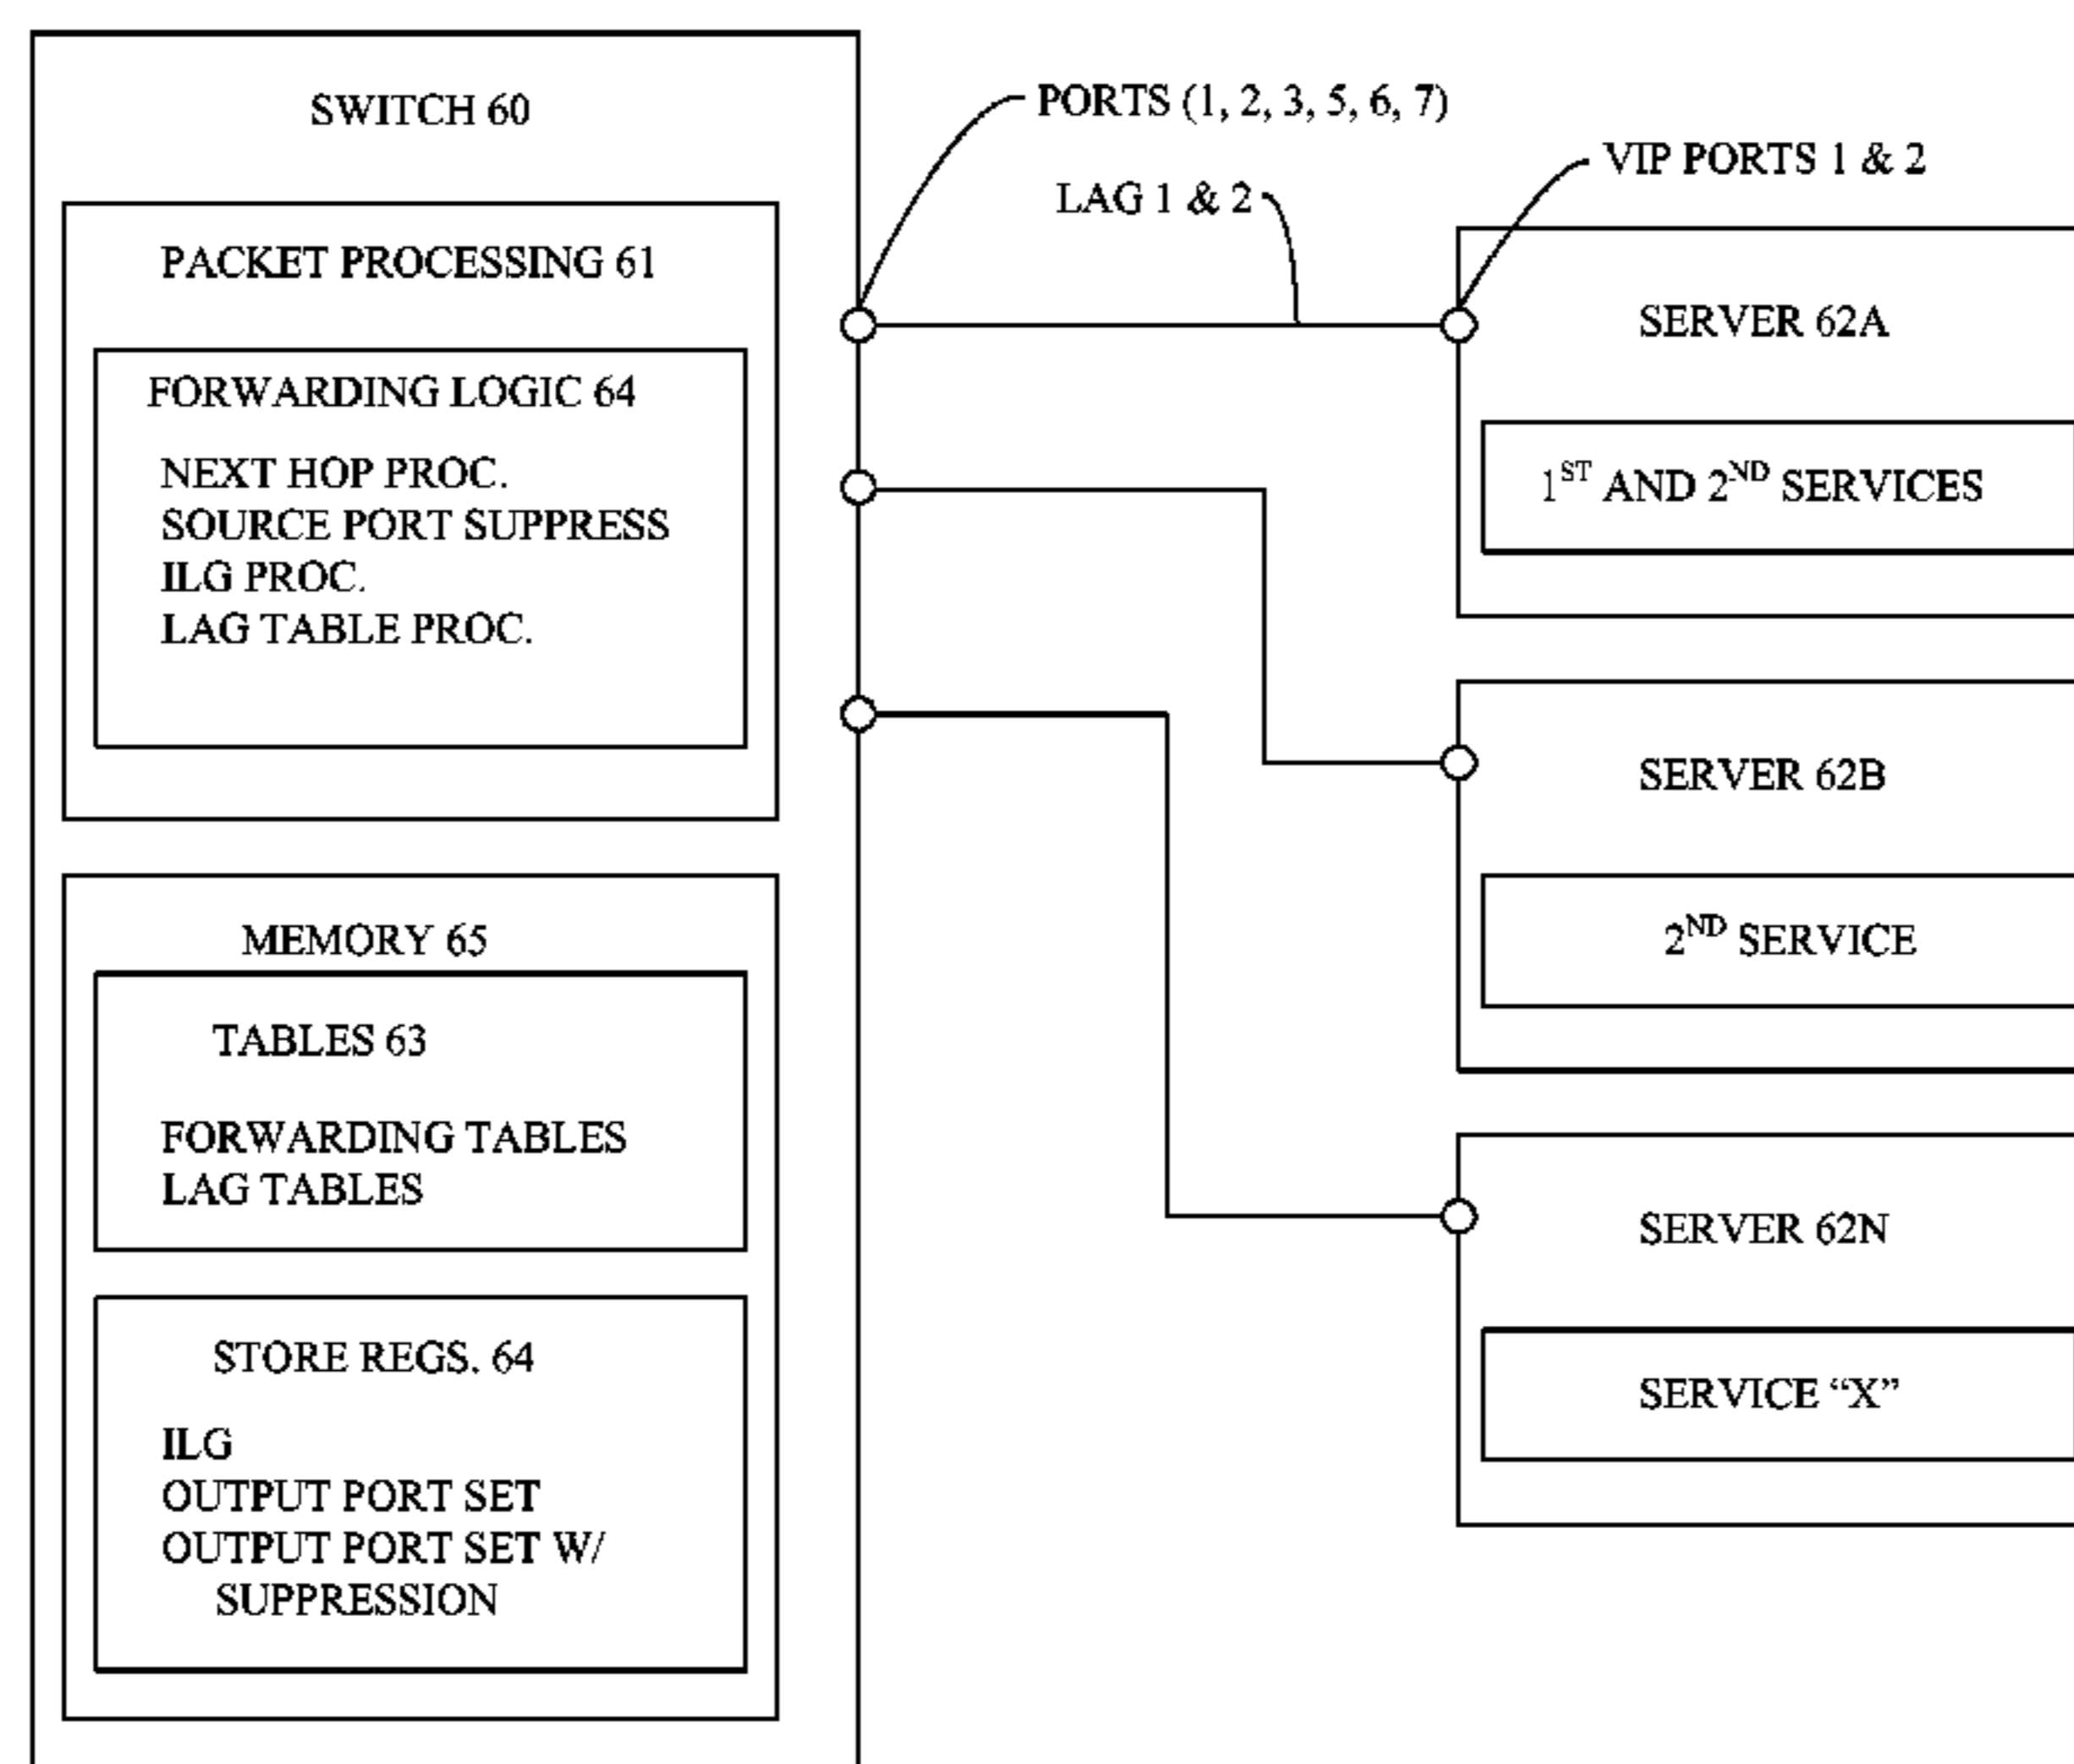 SWITCH 60
PACKET PROCESSING 61
FORWARDING LOGIC 64
NEXT HOP PROC.
SOURCE PORT SUPPRESS
ILG PROC.
LAG TABLE PROC.
MEMORY 65
TABLES 63
FORWARDING TABLES
LAG TABLES
STORE REGS. 64
ILG
OUTPUT PORT SET
OUTPUT PORT SET W/
SUPPRESSION
PORTS (1, 2, 3, 5, 6, 7)
LAG 1 & 2
VIP PORTS 1 & 2
SERVER 62A
1ST AND 2ND SERVICES
SERVER 62B
2ND SERVICE
SERVER 62N
SERVICE “X”